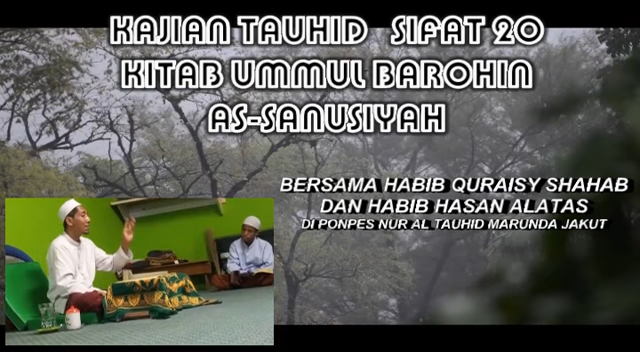 KAJIAN TAUHID SIFAT 20
KITAB UMMUL BAROHIN
AS-SANUSIYAH
BERSAMA HABIB QURAISY SHAHAB
DAN HABIB HASAN ALATAS
DI PONPES NUR AL TAUHID MARUNDA JAKUT